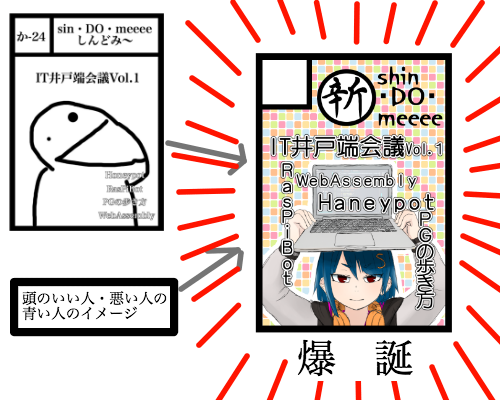 か-24
sin・DO・meeee
しんどみ〜
IT井戸端会議Vol.1
Honeypot
RasPibot
PGの歩き方
WebAssembly
頭のいい人・悪い人の
青い人のイメージ
新
shin
・DO・
meeee
IT井戸端会議Vol.1
WebAssembly
Haneypot
RasPiBot
PGの歩き方
爆誕